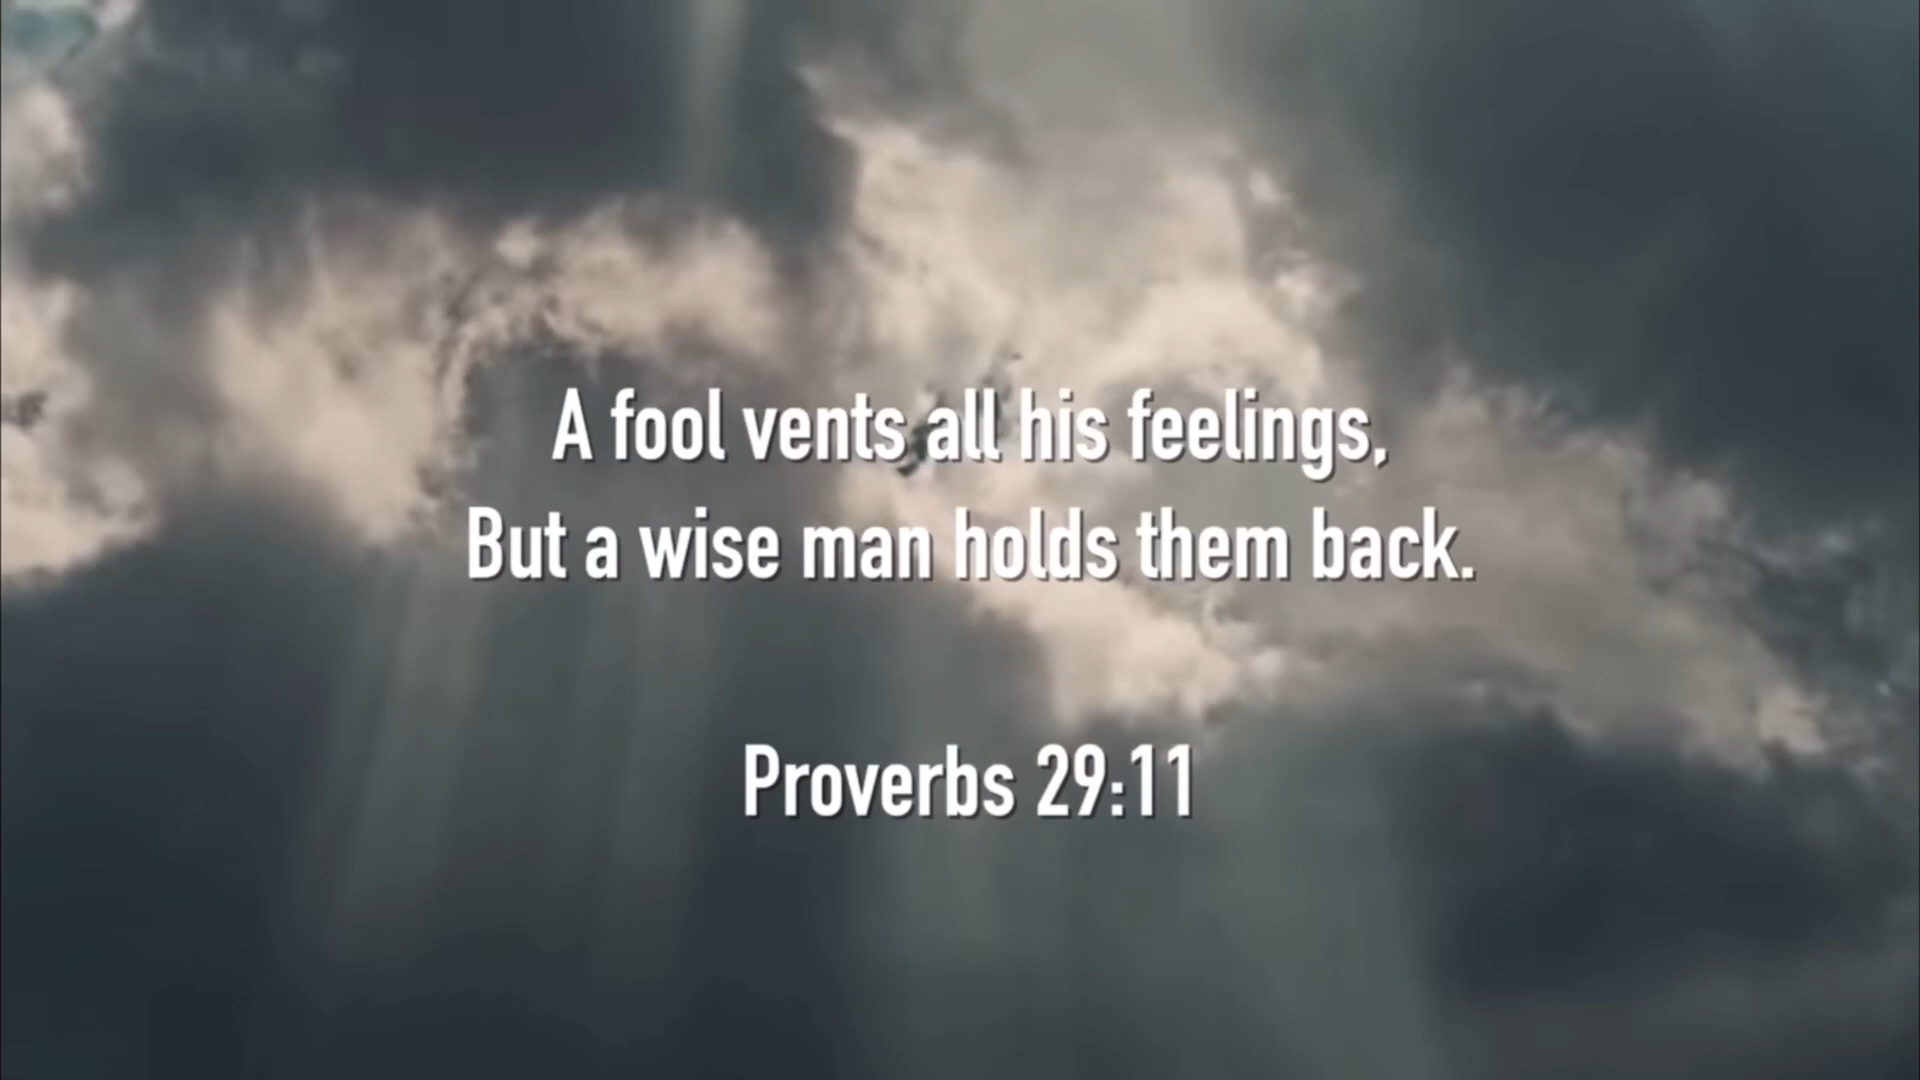 A fool vents all his feelings,
But a wise man holds them back.
Proverbs 29:11